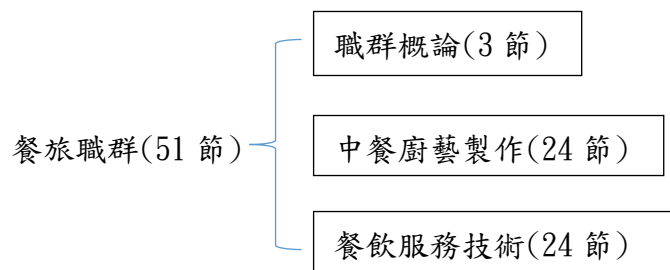 職群概論(3 節)
餐旅職群(51 節)
中餐廚藝製作(24 節)
餐飲服務技術(24 節)